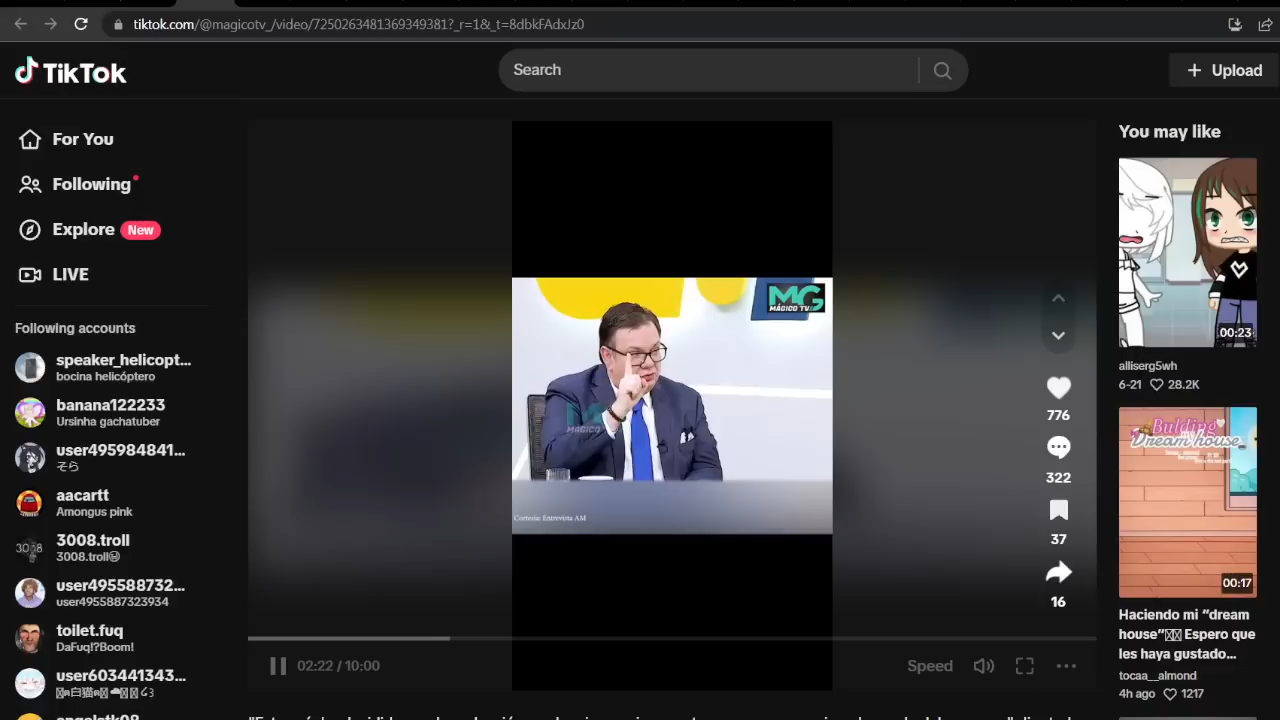 tiktok.com/@magicotv_/video/7250263481369349381?_r=1&_t=8dbkFAdxJz0
TikTok
Search
Upload
For You
Following
Explore New
LIVE
Following accounts
speaker_helicopt...
bocina helicóptero
banana122233
Ursinha gachatuber
user495984841...
そら
aacartt
Amongus pink
3008.troll
3008.troll
user495588732...
user4955887323934
toilet.fuq
DaFuq!?Boom!
user603441343...
MG
MÁGICO TV
MÁGICO
Cortesía: Entrevista AM
776
322
37
16
02:22 / 10:00
Speed
You may like
00:23
alliserg5wh
6-21 28.2K
Bulding
Dream house
00:17
Haciendo mi “dream
house” Espero que
les haya gustado...
tocaa__almond
4h ago 1217